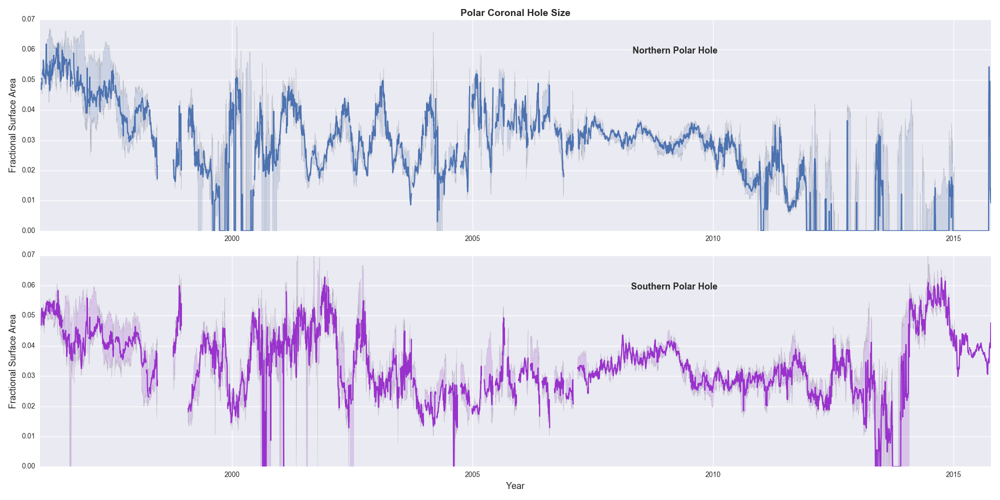 Polar Coronal Hole Size
0.07
0.06
0.05
0.04
0.03
0.02
0.01
0.00
Fractional Surface Area
Northern Polar Hole
2000 2005 2010 2015
0.07
0.06
0.05
0.04
0.03
0.02
0.01
0.00
Fractional Surface Area
Southern Polar Hole
2000 2005 2010 2015
Year